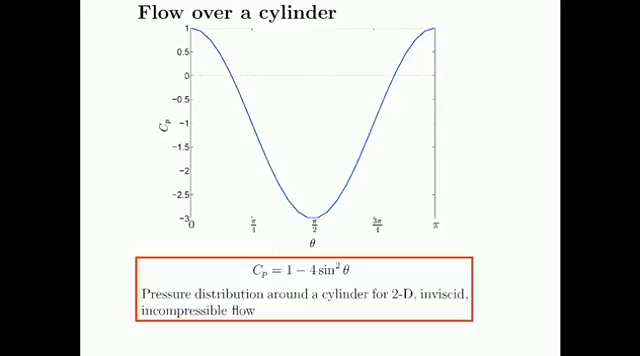 Flow over a cylinder
1
0.5
0
−0.5
−1
−1.5
−2
−2.5
−3
C_p
0 π/4 π/2 3π/4 π
θ
C_p = 1 − 4 sin² θ
Pressure distribution around a cylinder for 2-D, inviscid,
incompressible flow